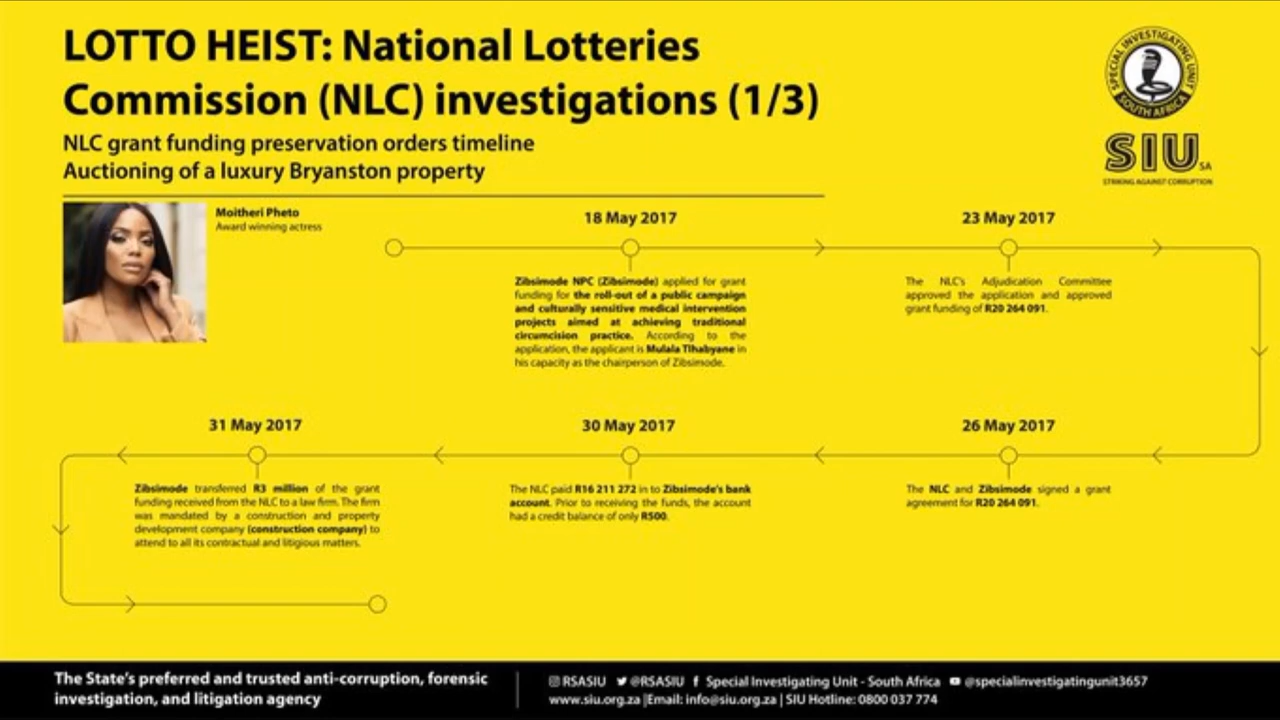 LOTTO HEIST: National Lotteries
Commission (NLC) investigations (1/3)
NLC grant funding preservation orders timeline
Auctioning of a luxury Bryanston property
SPECIAL INVESTIGATING UNIT
SOUTH AFRICA
SIU SA
STRIKING AGAINST CORRUPTION
Moitheri Pheto
Award winning actress
18 May 2017
Zibsimode NPC (Zibsimode) applied for grant
funding for the roll-out of a public campaign
and culturally sensitive medical intervention
projects aimed at achieving traditional
circumcision practice. According to the
application, the applicant is Mulala Tlhabyane in
his capacity as the chairperson of Zibsimode.
23 May 2017
The NLC's Adjudication Committee
approved the application and approved
grant funding of R20 264 091.
26 May 2017
The NLC and Zibsimode signed a grant
agreement for R20 264 091.
30 May 2017
The NLC paid R16 211 272 in to Zibsimode's bank
account. Prior to receiving the funds, the account
had a credit balance of only R500.
31 May 2017
Zibsimode transferred R3 million of the grant
funding received from the NLC to a law firm. The firm
was mandated by a construction and property
development company (construction company) to
attend to all its contractual and litigious matters.
The State's preferred and trusted anti-corruption, forensic
investigation, and litigation agency
RSASIU @RSASIU Special Investigating Unit - South Africa @specialinvestigatingunit3657
www.siu.org.za |Email: info@siu.org.za | SIU Hotline: 0800 037 774